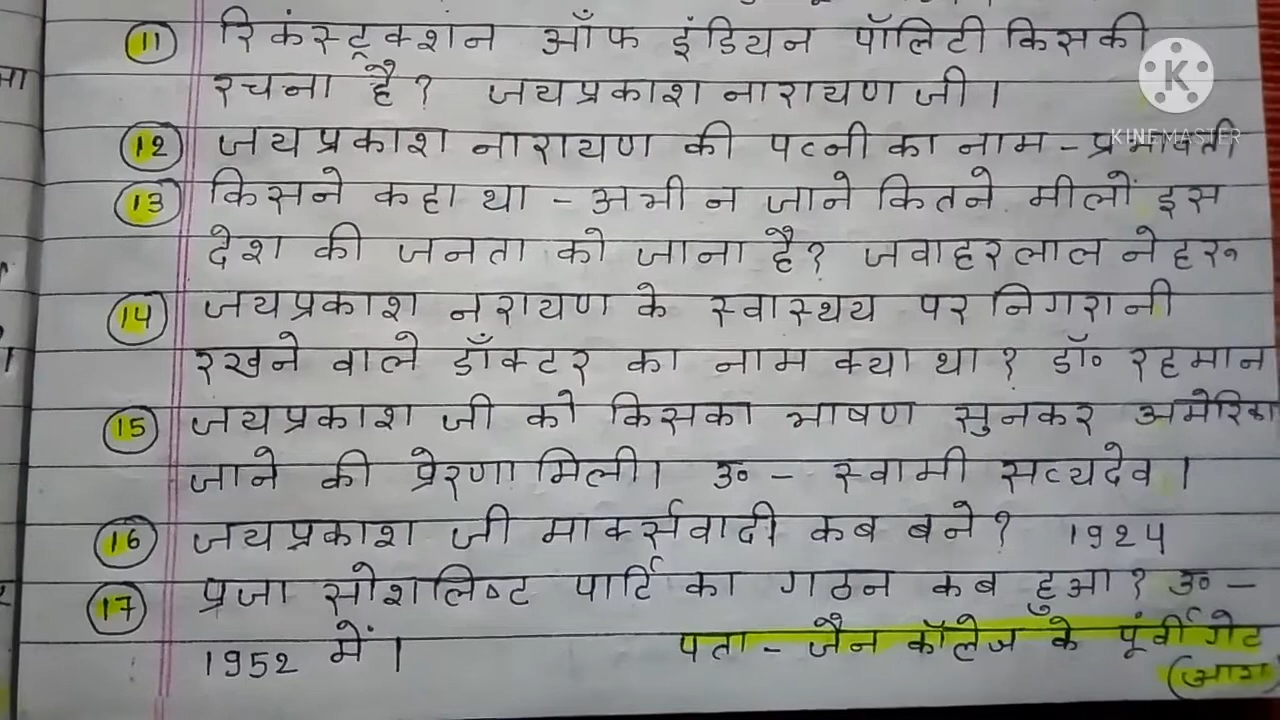 11 रिकंस्ट्रक्शन ऑफ इंडियन पॉलिटी किसकी
रचना है? जयप्रकाश नारायण जी।
12 जयप्रकाश नारायण की पत्नी का नाम - प्रभावती
13 किसने कहा था - अभी न जाने कितने मीलों इस
देश की जनता को जाना है? जवाहरलाल नेहरू
14 जयप्रकाश नरायण के स्वास्थय पर निगरानी
रखने वाले डॉक्टर का नाम क्या था? डॉ॰ रहमान
15 जयप्रकाश जी को किसका भाषण सुनकर अमेरिका
जाने की प्रेरणा मिली। उ॰ - स्वामी सत्यदेव।
16 जयप्रकाश जी मार्क्सवादी कब बने? 1924
17 प्रजा सोशलिष्ट पार्टि का गठन कब हुआ? उ॰ -
1952 में। पता - जैन कॉलेज के पूर्वी गेट
(आरा)
K
KINEMASTER